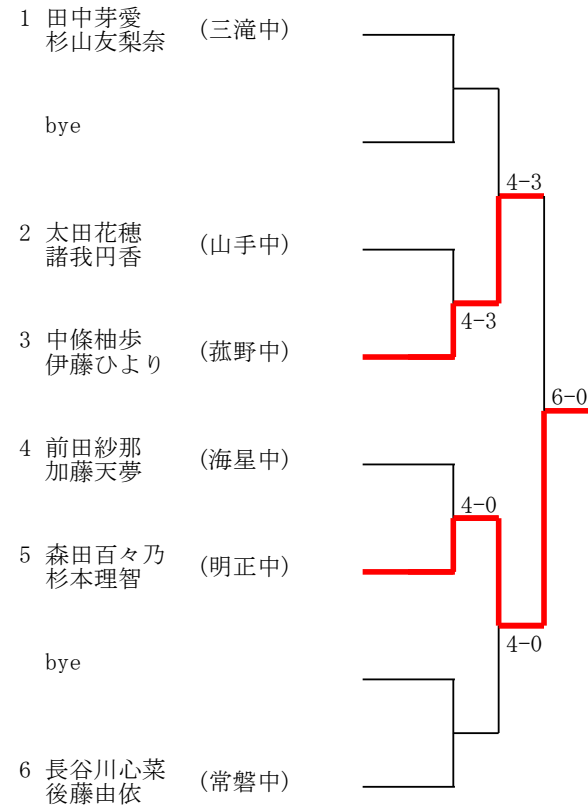 1 田中芽愛
杉山友梨奈 (三滝中)
bye
4-3
2 太田花穂
諸我円香 (山手中)
4-3
3 中條柚歩
伊藤ひより (菰野中)
6-0
4 前田紗那
加藤天夢 (海星中)
4-0
5 森田百々乃
杉本理智 (明正中)
4-0
bye
6 長谷川心菜
後藤由依 (常磐中)